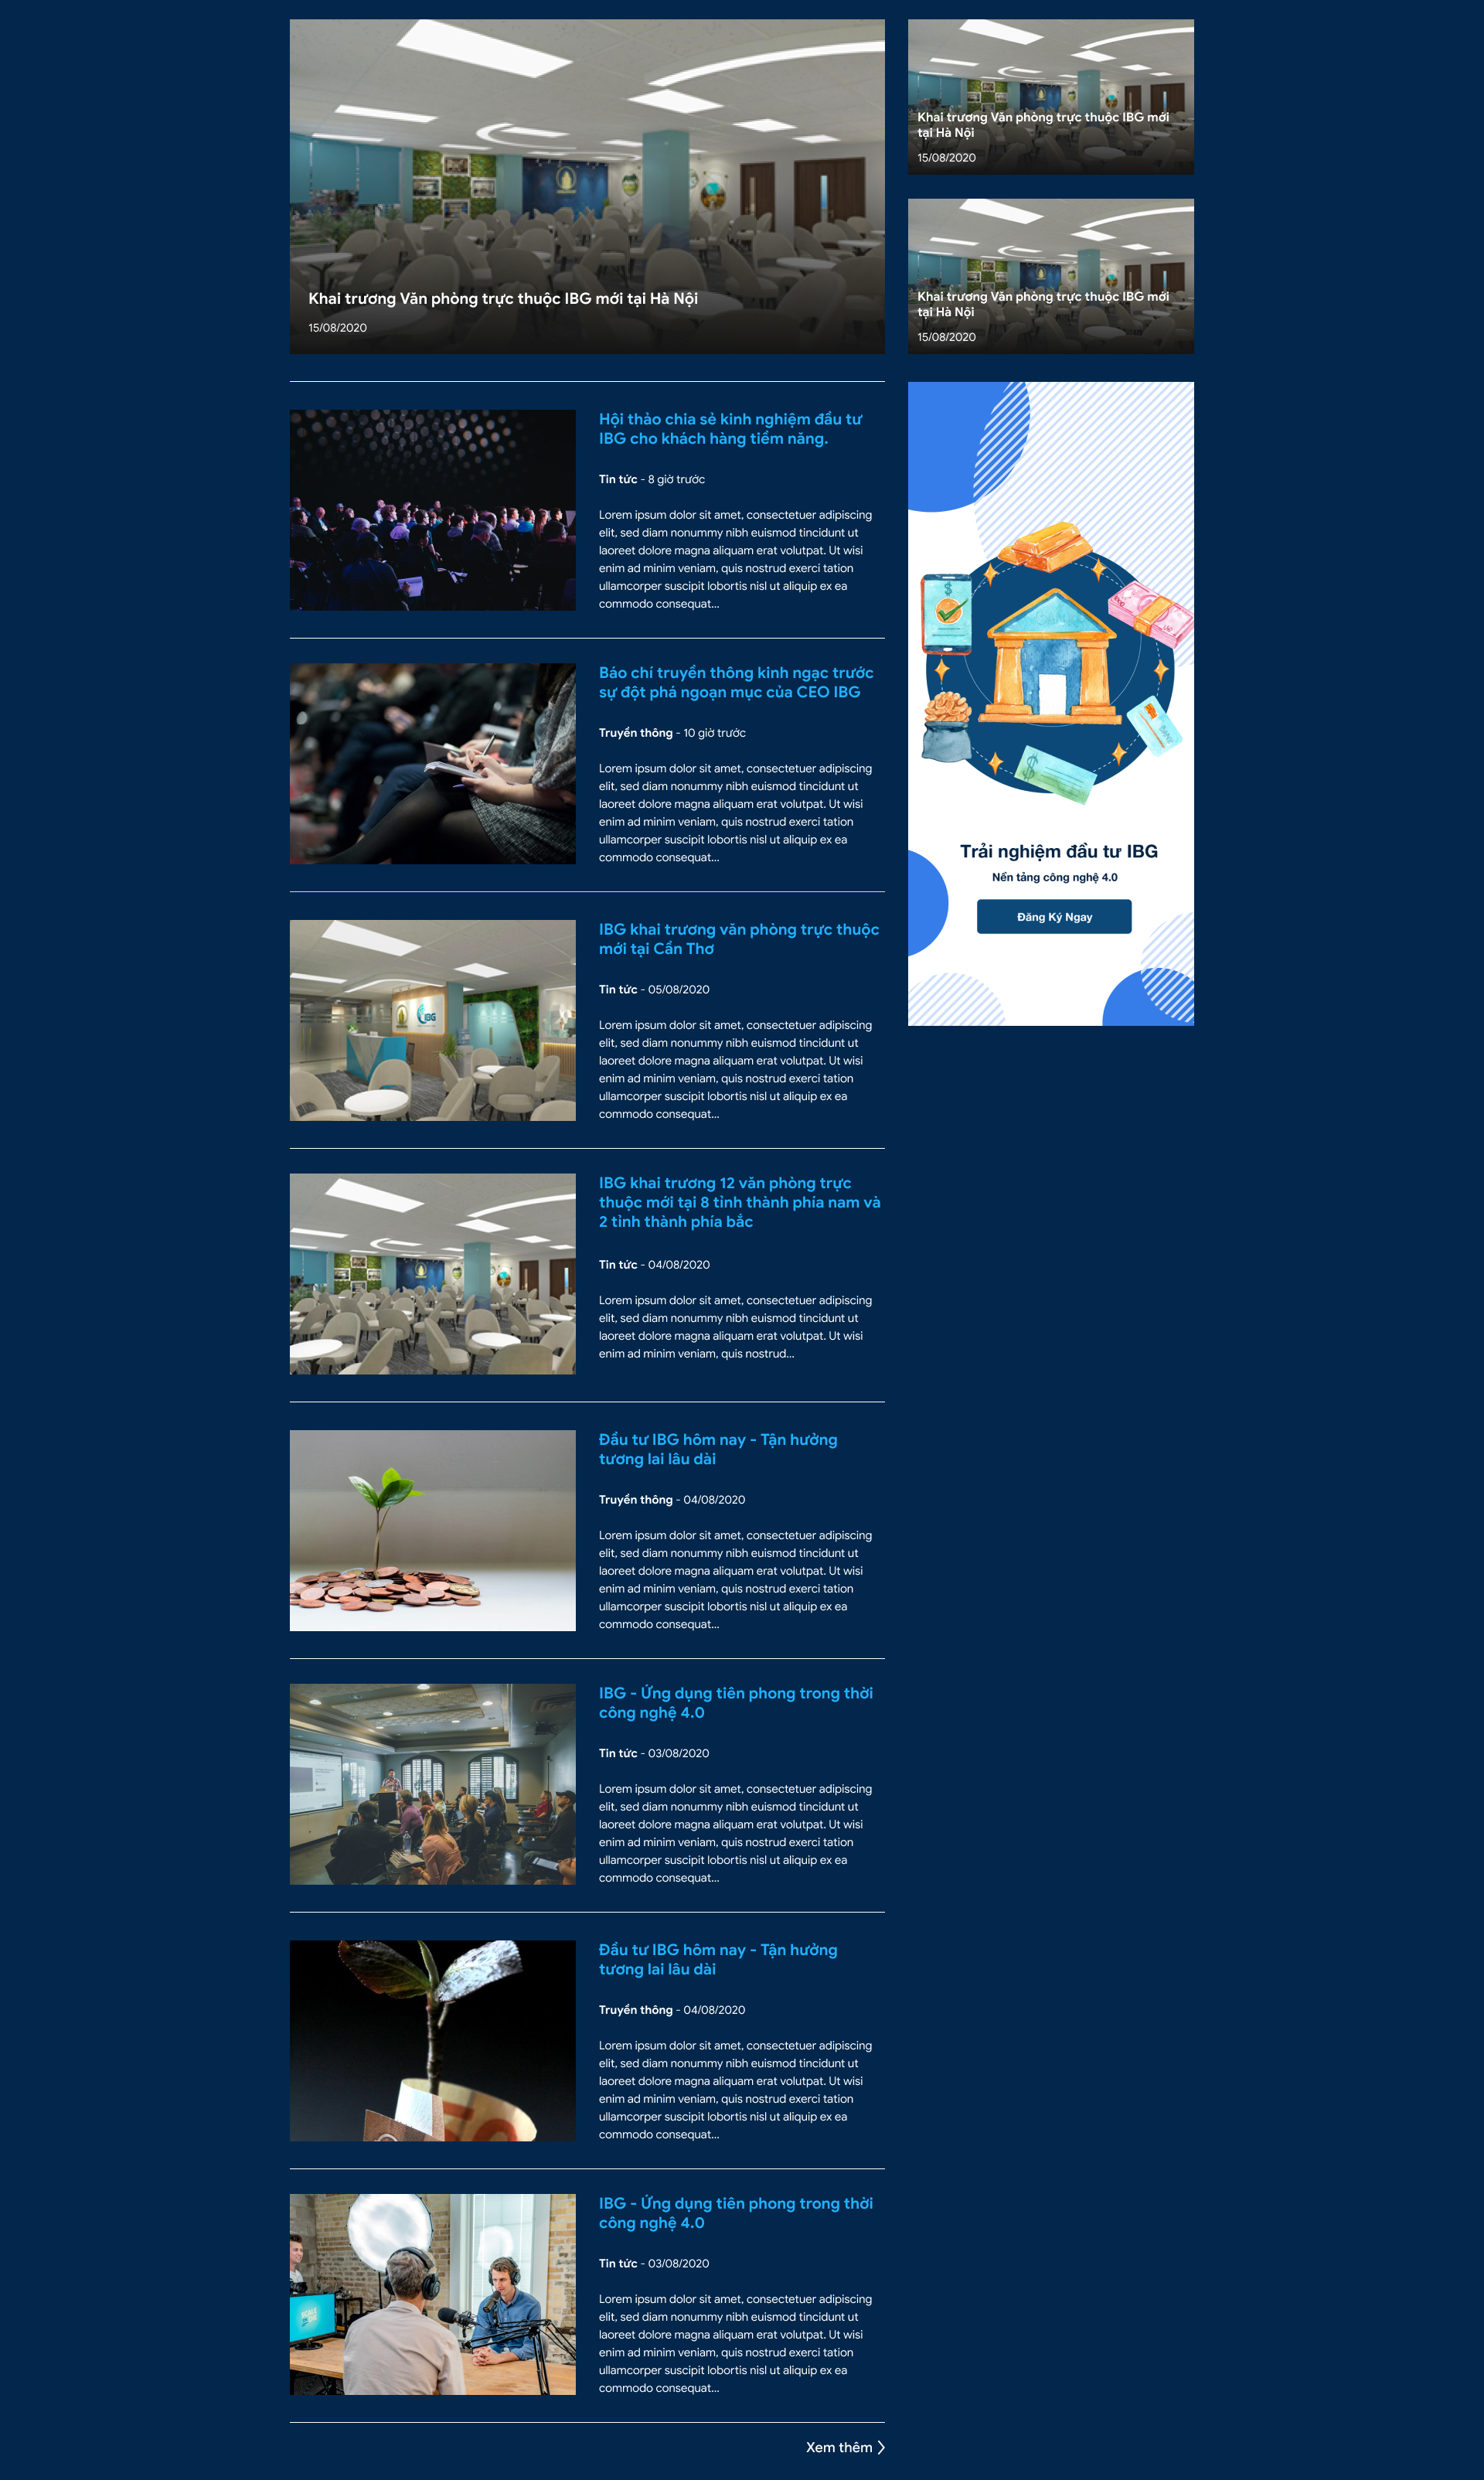 Khai trương Văn phòng trực thuộc IBG mới tại Hà Nội
15/08/2020
Khai trương Văn phòng trực thuộc IBG mới
tại Hà Nội
15/08/2020
Khai trương Văn phòng trực thuộc IBG mới
tại Hà Nội
15/08/2020
Hội thảo chia sẻ kinh nghiệm đầu tư
IBG cho khách hàng tiềm năng.
Tin tức - 8 giờ trước
Lorem ipsum dolor sit amet, consectetuer adipiscing
elit, sed diam nonummy nibh euismod tincidunt ut
laoreet dolore magna aliquam erat volutpat. Ut wisi
enim ad minim veniam, quis nostrud exerci tation
ullamcorper suscipit lobortis nisl ut aliquip ex ea
commodo consequat...
Báo chí truyền thông kinh ngạc trước
sự đột phá ngoạn mục của CEO IBG
Truyền thông - 10 giờ trước
Lorem ipsum dolor sit amet, consectetuer adipiscing
elit, sed diam nonummy nibh euismod tincidunt ut
laoreet dolore magna aliquam erat volutpat. Ut wisi
enim ad minim veniam, quis nostrud exerci tation
ullamcorper suscipit lobortis nisl ut aliquip ex ea
commodo consequat...
Trải nghiệm đầu tư IBG
Nền tảng công nghệ 4.0
Đăng Ký Ngay
IBG khai trương văn phòng trực thuộc
mới tại Cần Thơ
Tin tức - 05/08/2020
Lorem ipsum dolor sit amet, consectetuer adipiscing
elit, sed diam nonummy nibh euismod tincidunt ut
laoreet dolore magna aliquam erat volutpat. Ut wisi
enim ad minim veniam, quis nostrud exerci tation
ullamcorper suscipit lobortis nisl ut aliquip ex ea
commodo consequat...
IBG
IBG khai trương 12 văn phòng trực
thuộc mới tại 8 tỉnh thành phía nam và
2 tỉnh thành phía bắc
Tin tức - 04/08/2020
Lorem ipsum dolor sit amet, consectetuer adipiscing
elit, sed diam nonummy nibh euismod tincidunt ut
laoreet dolore magna aliquam erat volutpat. Ut wisi
enim ad minim veniam, quis nostrud...
Đầu tư IBG hôm nay - Tận hưởng
tương lai lâu dài
Truyền thông - 04/08/2020
Lorem ipsum dolor sit amet, consectetuer adipiscing
elit, sed diam nonummy nibh euismod tincidunt ut
laoreet dolore magna aliquam erat volutpat. Ut wisi
enim ad minim veniam, quis nostrud exerci tation
ullamcorper suscipit lobortis nisl ut aliquip ex ea
commodo consequat...
IBG - Ứng dụng tiên phong trong thời
công nghệ 4.0
Tin tức - 03/08/2020
Lorem ipsum dolor sit amet, consectetuer adipiscing
elit, sed diam nonummy nibh euismod tincidunt ut
laoreet dolore magna aliquam erat volutpat. Ut wisi
enim ad minim veniam, quis nostrud exerci tation
ullamcorper suscipit lobortis nisl ut aliquip ex ea
commodo consequat...
Đầu tư IBG hôm nay - Tận hưởng
tương lai lâu dài
Truyền thông - 04/08/2020
Lorem ipsum dolor sit amet, consectetuer adipiscing
elit, sed diam nonummy nibh euismod tincidunt ut
laoreet dolore magna aliquam erat volutpat. Ut wisi
enim ad minim veniam, quis nostrud exerci tation
ullamcorper suscipit lobortis nisl ut aliquip ex ea
commodo consequat...
IBG - Ứng dụng tiên phong trong thời
công nghệ 4.0
Tin tức - 03/08/2020
Lorem ipsum dolor sit amet, consectetuer adipiscing
elit, sed diam nonummy nibh euismod tincidunt ut
laoreet dolore magna aliquam erat volutpat. Ut wisi
enim ad minim veniam, quis nostrud exerci tation
ullamcorper suscipit lobortis nisl ut aliquip ex ea
commodo consequat...
Xem thêm